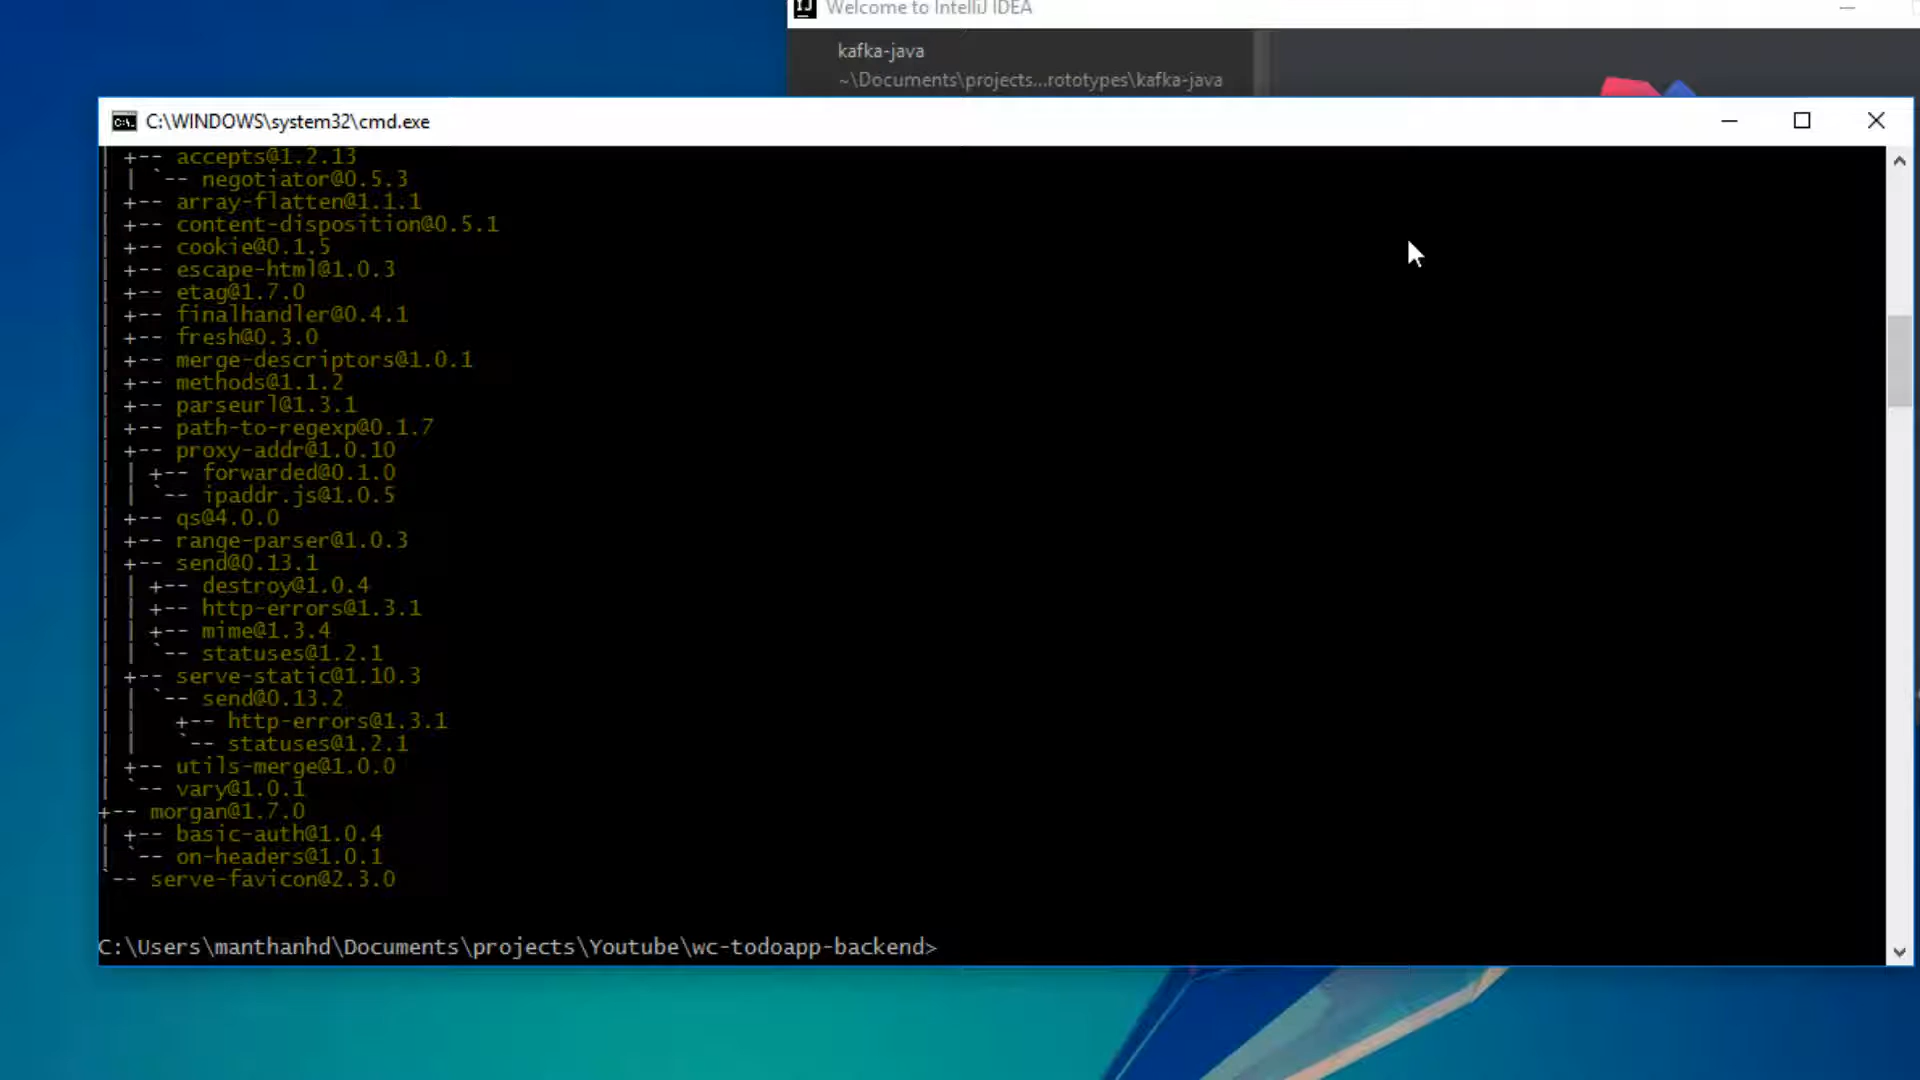 Welcome to IntelliJ IDEA
kafka-java
~\Documents\projects...rototypes\kafka-java
C:\WINDOWS\system32\cmd.exe
| +-- accepts@1.2.13
| | `-- negotiator@0.5.3
| +-- array-flatten@1.1.1
| +-- content-disposition@0.5.1
| +-- cookie@0.1.5
| +-- escape-html@1.0.3
| +-- etag@1.7.0
| +-- finalhandler@0.4.1
| +-- fresh@0.3.0
| +-- merge-descriptors@1.0.1
| +-- methods@1.1.2
| +-- parseurl@1.3.1
| +-- path-to-regexp@0.1.7
| +-- proxy-addr@1.0.10
| | +-- forwarded@0.1.0
| | `-- ipaddr.js@1.0.5
| +-- qs@4.0.0
| +-- range-parser@1.0.3
| +-- send@0.13.1
| | +-- destroy@1.0.4
| | +-- http-errors@1.3.1
| | +-- mime@1.3.4
| | `-- statuses@1.2.1
| +-- serve-static@1.10.3
| | `-- send@0.13.2
| |   +-- http-errors@1.3.1
| |   `-- statuses@1.2.1
| +-- utils-merge@1.0.0
| `-- vary@1.0.1
+-- morgan@1.7.0
| +-- basic-auth@1.0.4
| `-- on-headers@1.0.1
`-- serve-favicon@2.3.0
C:\Users\manthanhd\Documents\projects\Youtube\wc-todoapp-backend>